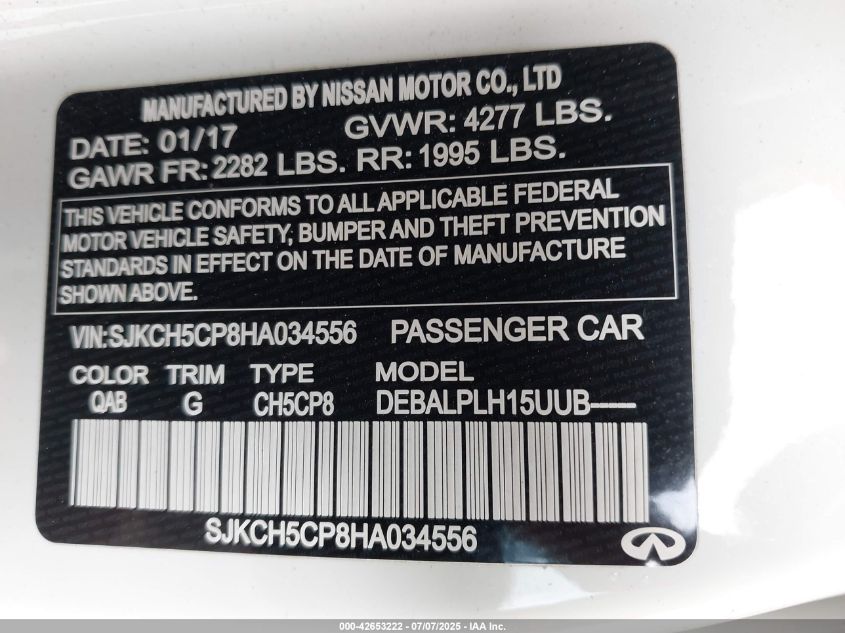 MANUFACTURED BY NISSAN MOTOR CO., LTD
DATE: 01/17 GVWR: 4277 LBS.
GAWR FR: 2282 LBS. RR: 1995 LBS.
THIS VEHICLE CONFORMS TO ALL APPLICABLE FEDERAL
MOTOR VEHICLE SAFETY, BUMPER AND THEFT PREVENTION
STANDARDS IN EFFECT ON THE DATE OF MANUFACTURE
SHOWN ABOVE.
VIN:SJKCH5CP8HA034556 PASSENGER CAR
COLOR TRIM TYPE MODEL
QAB G CH5CP8 DEBALPLH15UUB-----
SJKCH5CP8HA034556
000-42653222 - 07/07/2025 - IAA Inc.